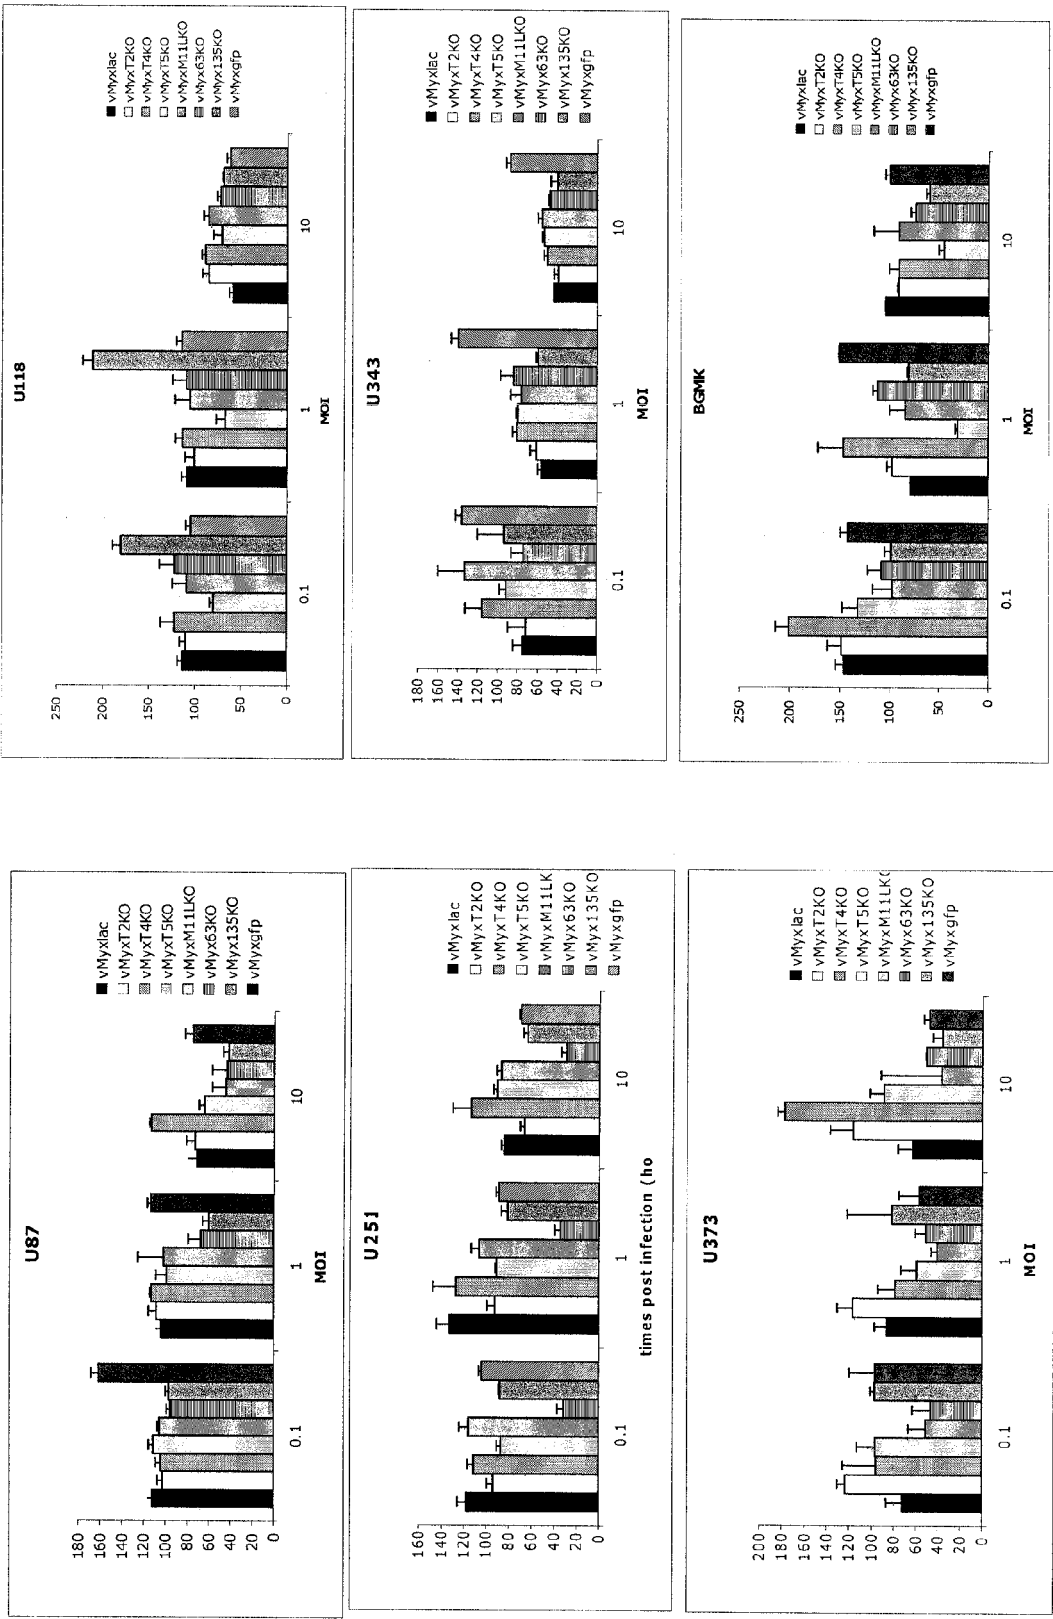 U118
250
200
150
100
50
0
0.1
1
10
MOI
vMyxlac
vMyxT2KO
vMyxT4KO
vMyxT5KO
vMyxM11LKO
vMyx63KO
vMyx135KO
vMyxgfp
U343
180
160
140
120
100
80
60
40
20
0
0.1
1
10
MOI
vMyxlac
vMyxT2KO
vMyxT4KO
vMyxT5KO
vMyxM11LKO
vMyx63KO
vMyx135KO
vMyxgfp
BGMK
250
200
150
100
50
0
0.1
1
10
MOI
vMyxlac
vMyxT2KO
vMyxT4KO
vMyxT5KO
vMyxM11LKO
vMyx63KO
vMyx135KO
vMyxgfp
U87
180
160
140
120
100
80
60
40
20
0
0.1
1
10
MOI
vMyxlac
vMyxT2KO
vMyxT4KO
vMyxT5KO
vMyxM11LKO
vMyx63KO
vMyx135KO
vMyxgfp
U251
160
140
120
100
80
60
40
20
0
0.1
1
10
times post infection (ho
vMyxlac
vMyxT2KO
vMyxT4KO
vMyxT5KO
vMyxM11LK
vMyx63KO
vMyx135KO
vMyxgfp
U373
200
180
160
140
120
100
80
60
40
20
0
0.1
1
10
MOI
vMyxlac
vMyxT2KO
vMyxT4KO
vMyxT5KO
vMyxM11LK(
vMyx63KO
vMyx135KO
vMyxgfp